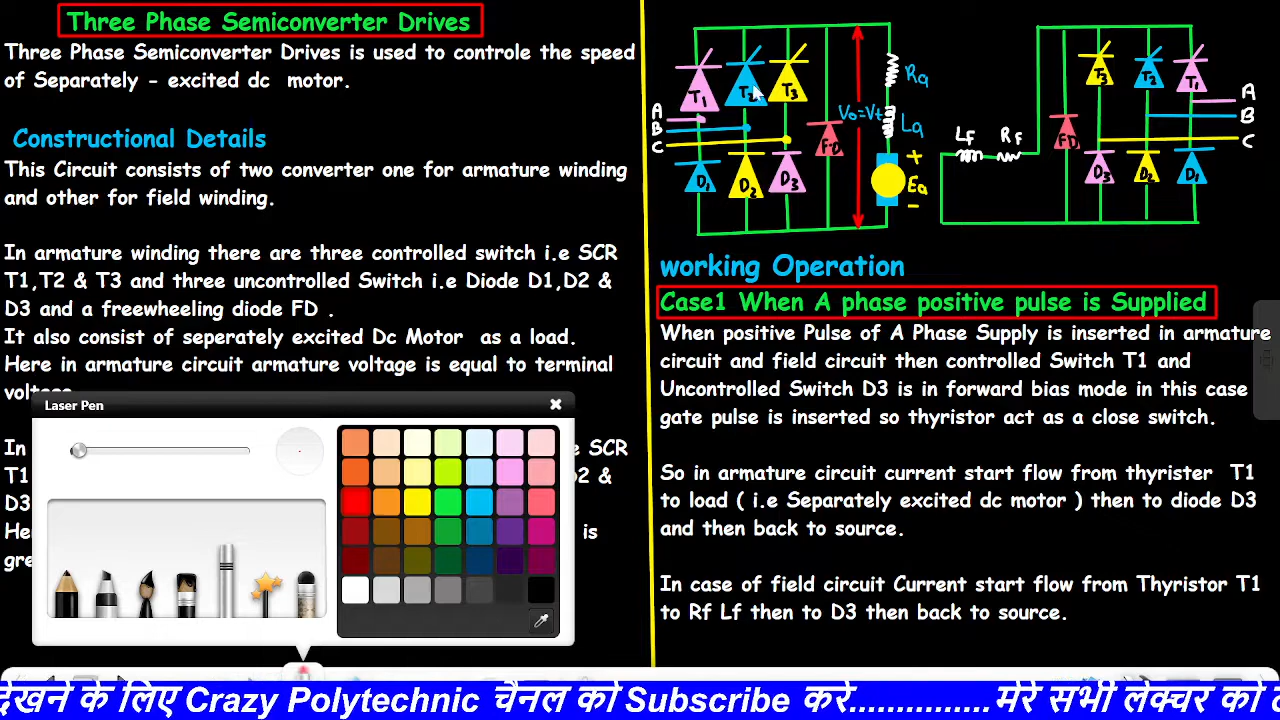 Three Phase Semiconverter Drives
Three Phase Semiconverter Drives is used to controle the speed
of Separately - excited dc motor.
Constructional Details
This Circuit consists of two converter one for armature winding
and other for field winding.
In armature winding there are three controlled switch i.e SCR
T1,T2 & T3 and three uncontrolled Switch i.e Diode D1,D2 &
D3 and a freewheeling diode FD .
It also consist of seperately excited Dc Motor as a load.
Here in armature circuit armature voltage is equal to terminal
voltage
Laser Pen
In
e SCR
T1
D2 &
D3
He
is
gre
T1
T2
T3
A
B
C
FD
Vo=Vt
Ra
La
+
Ea
-
D1
D2
D3
Lf
Rf
FD
T3
T2
T1
A
B
C
D3
D2
D1
working Operation
Case1 When A phase positive pulse is Supplied
When positive Pulse of A Phase Supply is inserted in armature
circuit and field circuit then controlled Switch T1 and
Uncontrolled Switch D3 is in forward bias mode in this case
gate pulse is inserted so thyristor act as a close switch.
So in armature circuit current start flow from thyrister T1
to load ( i.e Separately excited dc motor ) then to diode D3
and then back to source.
In case of field circuit Current start flow from Thyristor T1
to Rf Lf then to D3 then back to source.
देखने के लिए Crazy Polytechnic चैनल को Subscribe करे...............मेरे सभी लेक्चर को